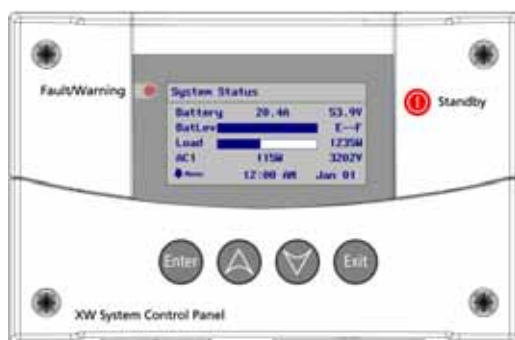 Fault/Warning
System Status
Battery 20.4A 53.9V
BatLev E--F
Load 1235W
AC1 115W 3202V
Menu 12:00 AM Jan 01
Standby
Enter
Exit
XW System Control Panel